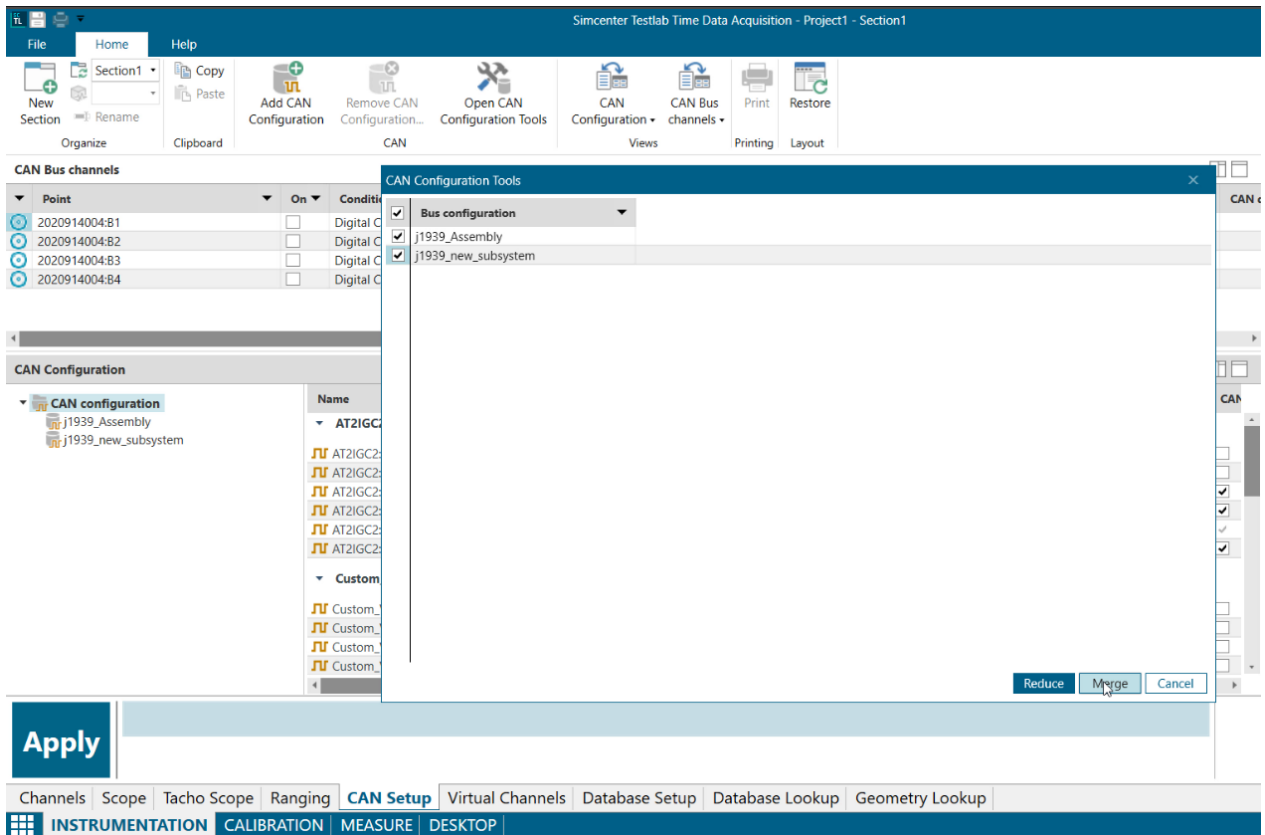 TL
Simcenter Testlab Time Data Acquisition - Project1 - Section1
File Home Help
Section1 Copy
Paste
Rename
New Section
Add CAN Configuration
Remove CAN Configuration...
Open CAN Configuration Tools
CAN Configuration
CAN Bus channels
Print
Restore
Organize Clipboard CAN Views Printing Layout
CAN Bus channels
Point On
2020914004:B1 Digital C
2020914004:B2 Digital C
2020914004:B3 Digital C
2020914004:B4 Digital C
CAN Configuration Tools
Bus configuration
j1939_Assembly
j1939_new_subsystem
Reduce Merge Cancel
CAN Configuration
CAN configuration
j1939_Assembly
j1939_new_subsystem
Name CAN
AT2IGC2:
AT2IGC2:
AT2IGC2:
AT2IGC2:
AT2IGC2:
AT2IGC2:
Custom_
Custom_
Custom_
Custom_
Custom_
Apply
Channels Scope Tacho Scope Ranging CAN Setup Virtual Channels Database Setup Database Lookup Geometry Lookup
INSTRUMENTATION CALIBRATION MEASURE DESKTOP